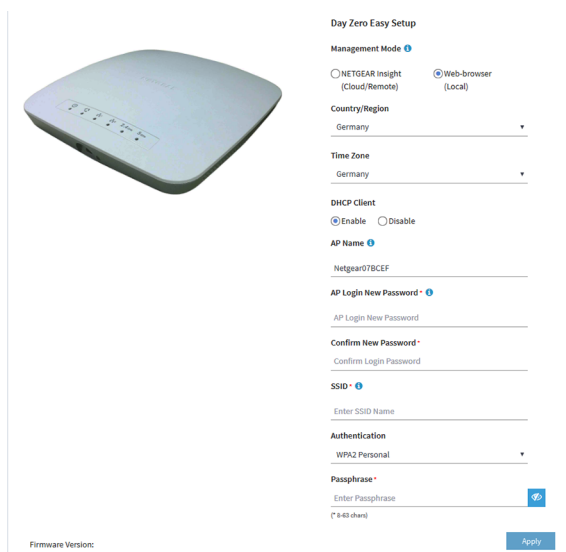 Day Zero Easy Setup
Management Mode
NETGEAR Insight
(Cloud/Remote)
Web-browser
(Local)
Country/Region
Germany
Time Zone
Germany
DHCP Client
Enable
Disable
AP Name
Netgear07BCEF
AP Login New Password *
AP Login New Password
Confirm New Password *
Confirm Login Password
SSID *
Enter SSID Name
Authentication
WPA2 Personal
Passphrase *
Enter Passphrase
(* 8-63 chars)
Firmware Version:
Apply